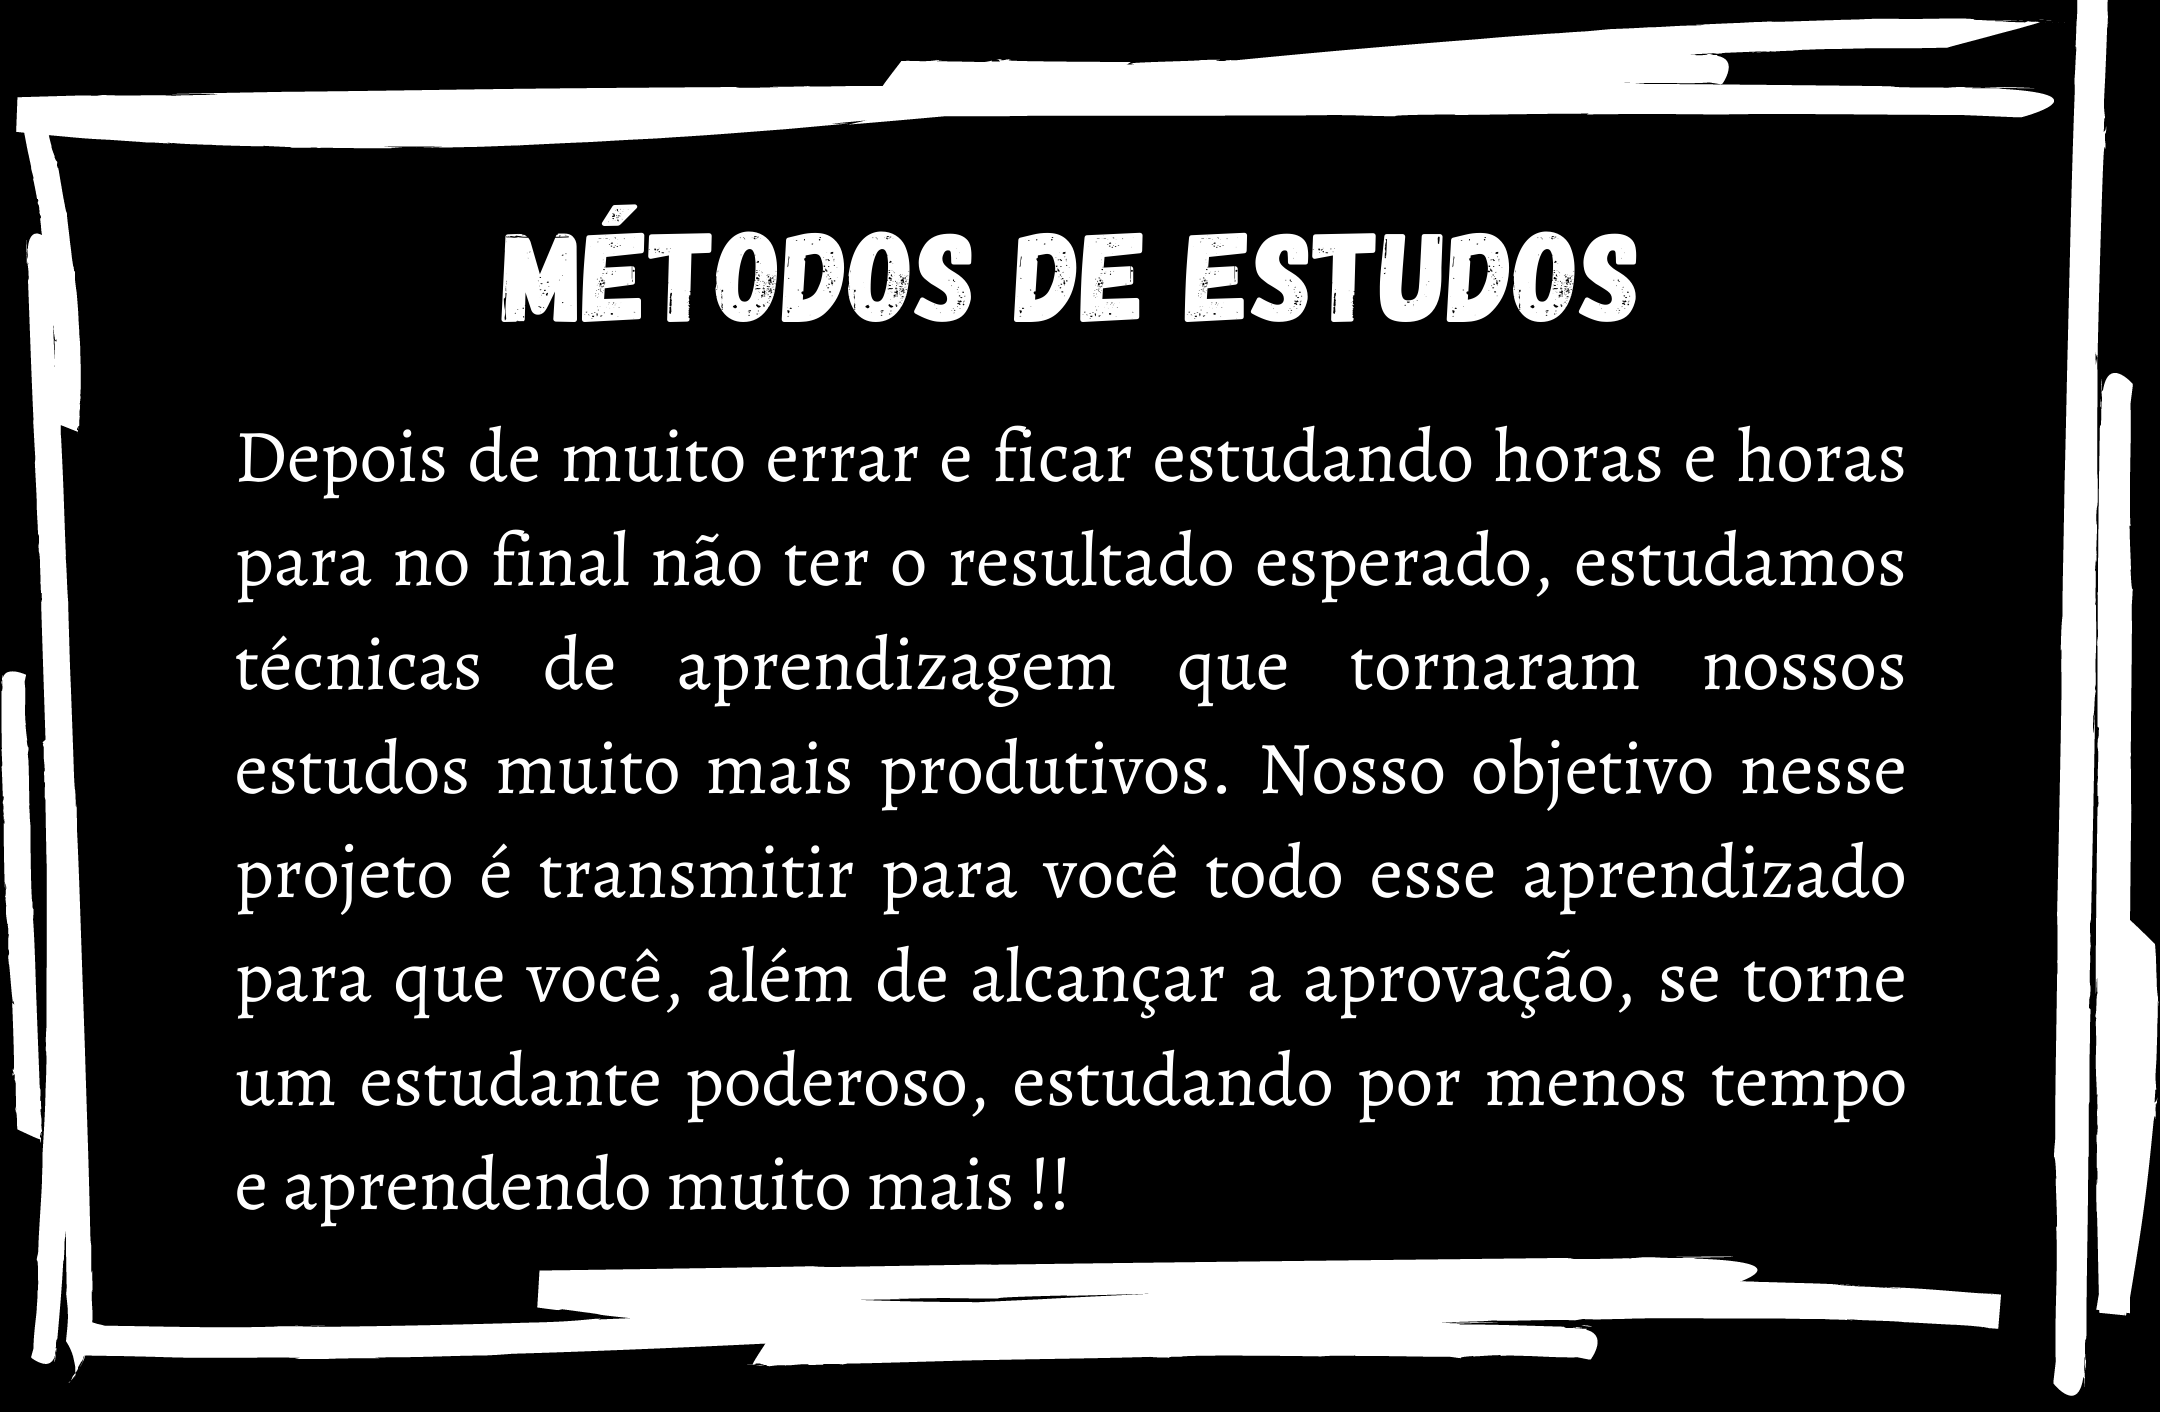 MÉTODOS DE ESTUDOS
Depois de muito errar e ficar estudando horas e horas
para no final não ter o resultado esperado, estudamos
técnicas de aprendizagem que tornaram nossos
estudos muito mais produtivos. Nosso objetivo nesse
projeto é transmitir para você todo esse aprendizado
para que você, além de alcançar a aprovação, se torne
um estudante poderoso, estudando por menos tempo
e aprendendo muito mais !!